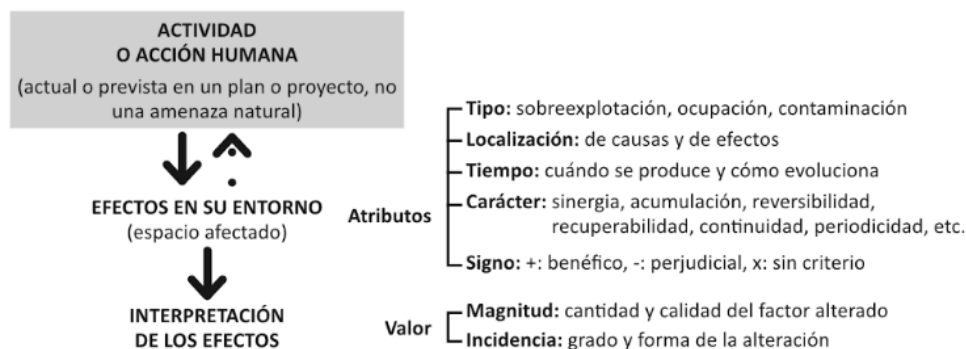 ACTIVIDAD
O ACCIÓN HUMANA
(actual o prevista en un plan o proyecto, no
una amenaza natural)
EFECTOS EN SU ENTORNO
(espacio afectado)
INTERPRETACIÓN
DE LOS EFECTOS
Atributos
Tipo: sobreexplotación, ocupación, contaminación
Localización: de causas y de efectos
Tiempo: cuándo se produce y cómo evoluciona
Carácter: sinergia, acumulación, reversibilidad,
recuperabilidad, continuidad, periodicidad, etc.
Signo: +: benéfico, -: perjudicial, x: sin criterio
Valor
Magnitud: cantidad y calidad del factor alterado
Incidencia: grado y forma de la alteración